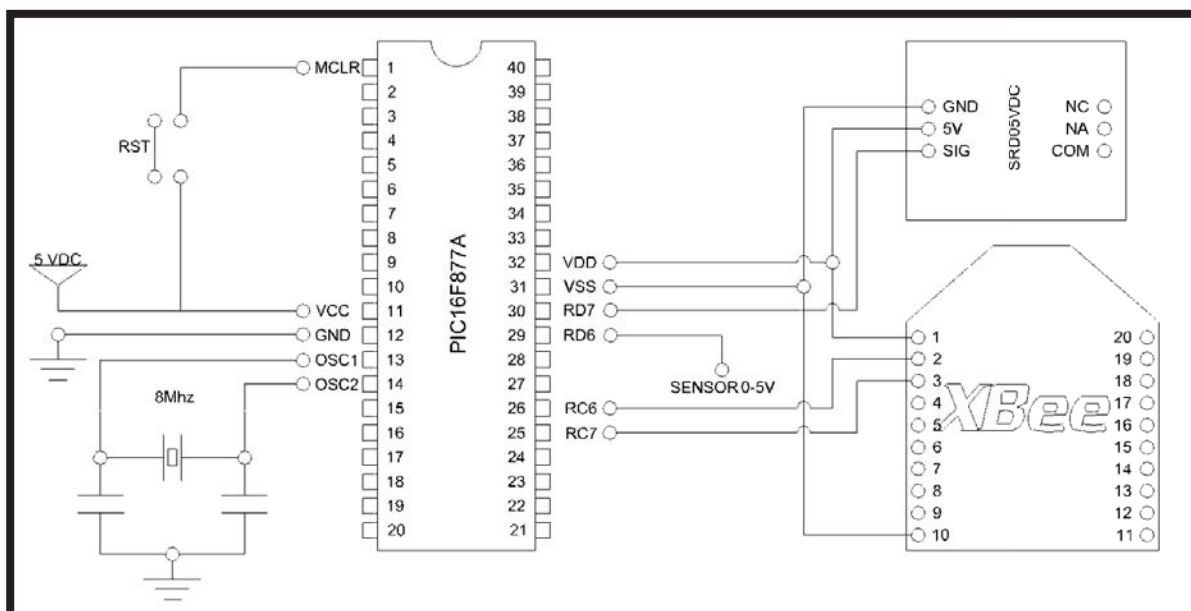 MCLR
RST
5 VDC
VCC
GND
OSC1
OSC2
8Mhz
1
2
3
4
5
6
7
8
9
10
11
12
13
14
15
16
17
18
19
20
PIC16F877A
40
39
38
37
36
35
34
33
32
31
30
29
28
27
26
25
24
23
22
21
VDD
VSS
RD7
RD6
SENSOR 0-5V
RC6
RC7
GND
5V
SIG
SRD05VDC
NC
NA
COM
1
2
3
4
5
6
7
8
9
10
XBee
20
19
18
17
16
15
14
13
12
11